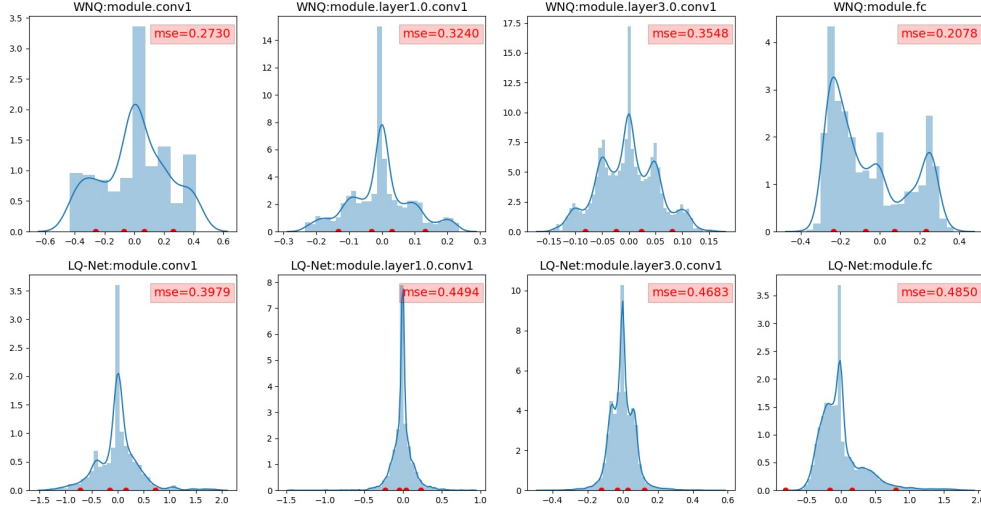 WNQ:module.conv1
mse=0.2730
3.5
3.0
2.5
2.0
1.5
1.0
0.5
0.0
−0.6 −0.4 −0.2 0.0 0.2 0.4 0.6
WNQ:module.layer1.0.conv1
mse=0.3240
14
12
10
8
6
4
2
0
−0.3 −0.2 −0.1 0.0 0.1 0.2 0.3
WNQ:module.layer3.0.conv1
mse=0.3548
17.5
15.0
12.5
10.0
7.5
5.0
2.5
0.0
−0.15 −0.10 −0.05 0.00 0.05 0.10 0.15
WNQ:module.fc
mse=0.2078
4
3
2
1
0
−0.4 −0.2 0.0 0.2 0.4
LQ-Net:module.conv1
mse=0.3979
3.5
3.0
2.5
2.0
1.5
1.0
0.5
0.0
−1.5 −1.0 −0.5 0.0 0.5 1.0 1.5 2.0
LQ-Net:module.layer1.0.conv1
mse=0.4494
8
7
6
5
4
3
2
1
0
−1.5 −1.0 −0.5 0.0 0.5 1.0
LQ-Net:module.layer3.0.conv1
mse=0.4683
10
8
6
4
2
0
−0.4 −0.2 0.0 0.2 0.4 0.6
LQ-Net:module.fc
mse=0.4850
3.5
3.0
2.5
2.0
1.5
1.0
0.5
0.0
−0.5 0.0 0.5 1.0 1.5 2.0